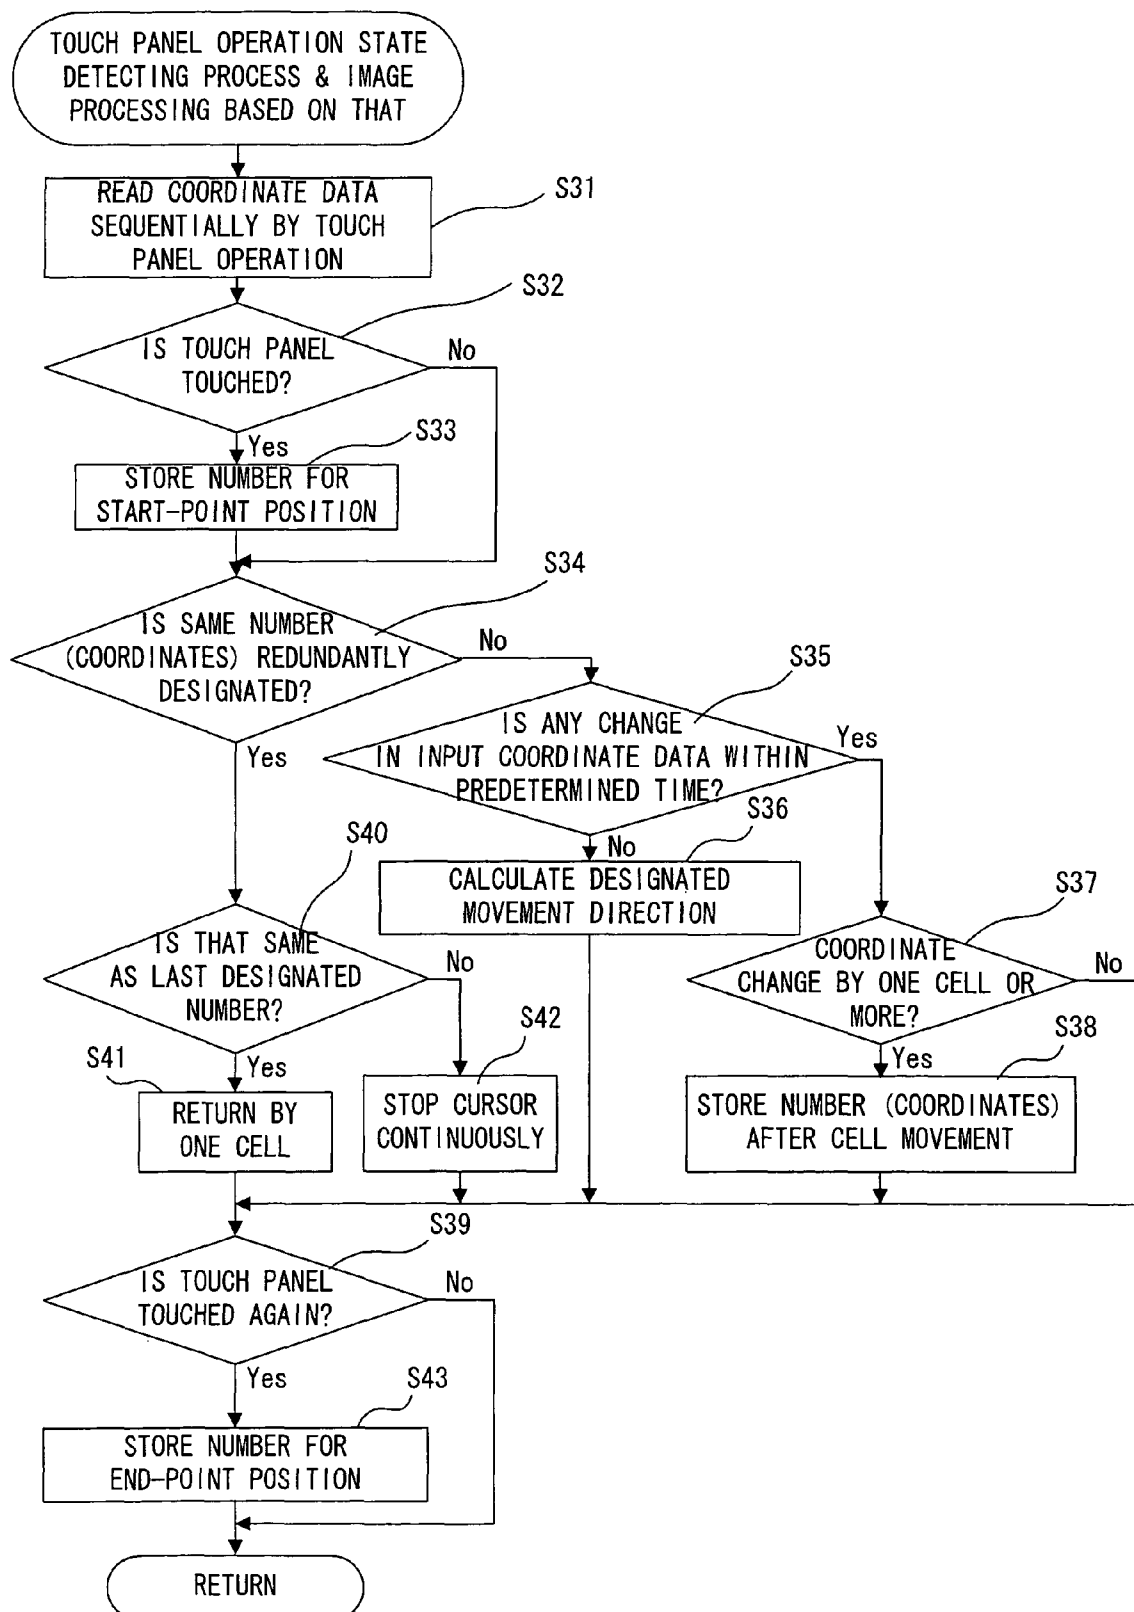 TOUCH PANEL OPERATION STATE
DETECTING PROCESS & IMAGE
PROCESSING BASED ON THAT
READ COORDINATE DATA
SEQUENTIALLY BY TOUCH
PANEL OPERATION
S31
S32
IS TOUCH PANEL
TOUCHED?
No
Yes
S33
STORE NUMBER FOR
START-POINT POSITION
S34
IS SAME NUMBER
(COORDINATES) REDUNDANTLY
DESIGNATED?
No
Yes
S35
IS ANY CHANGE
IN INPUT COORDINATE DATA WITHIN
PREDETERMINED TIME?
Yes
No
S36
CALCULATE DESIGNATED
MOVEMENT DIRECTION
S37
COORDINATE
CHANGE BY ONE CELL OR
MORE?
No
Yes
S38
STORE NUMBER (COORDINATES)
AFTER CELL MOVEMENT
S40
IS THAT SAME
AS LAST DESIGNATED
NUMBER?
No
Yes
S41
RETURN BY
ONE CELL
S42
STOP CURSOR
CONTINUOUSLY
S39
IS TOUCH PANEL
TOUCHED AGAIN?
No
Yes
S43
STORE NUMBER FOR
END-POINT POSITION
RETURN